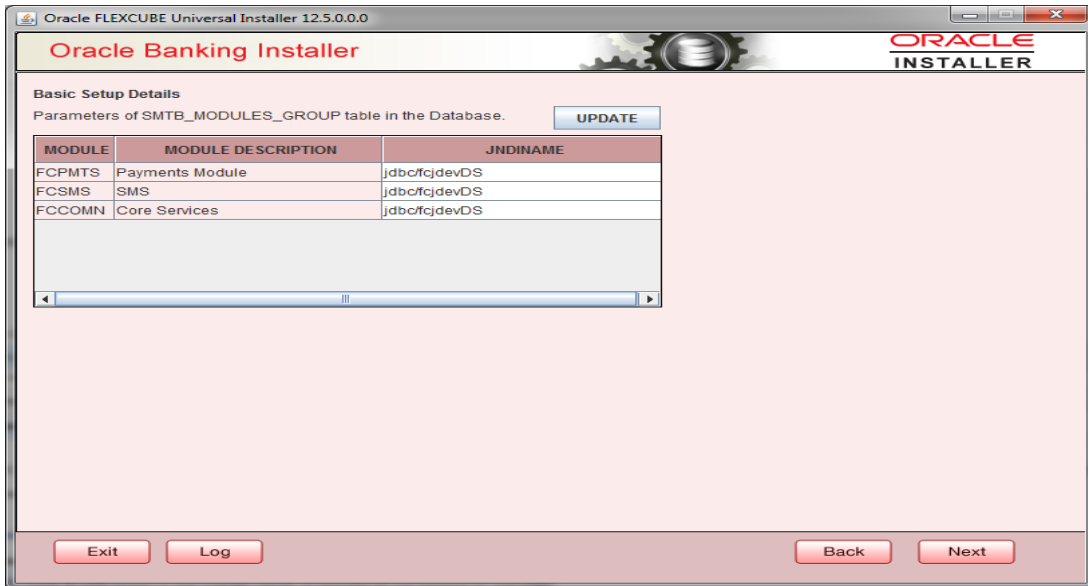 Oracle FLEXCUBE Universal Installer 12.5.0.0.0
Oracle Banking Installer
ORACLE
INSTALLER
Basic Setup Details
Parameters of SMTB_MODULES_GROUP table in the Database.
UPDATE
MODULE MODULE DESCRIPTION JNDINAME
FCPMTS Payments Module jdbc/fcjdevDS
FCSMS SMS jdbc/fcjdevDS
FCCOMN Core Services jdbc/fcjdevDS
Exit Log Back Next